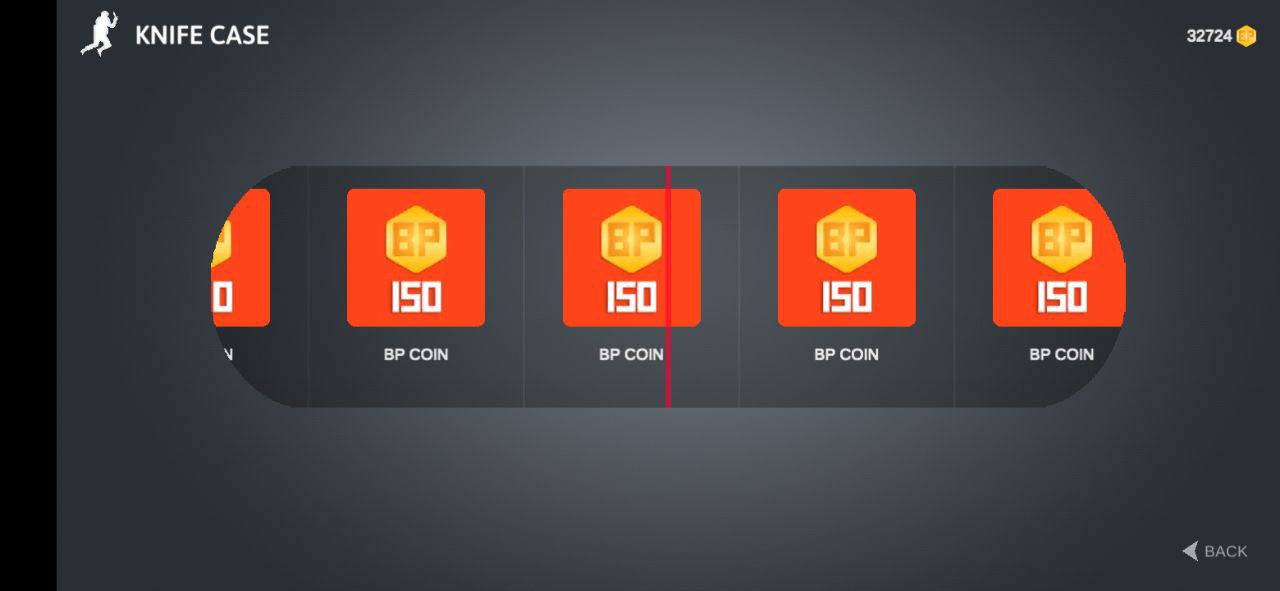 KNIFE CASE
32724 BP
BP BP BP BP
0 150 150 150 150
N BP COIN BP COIN BP COIN BP COIN
BACK